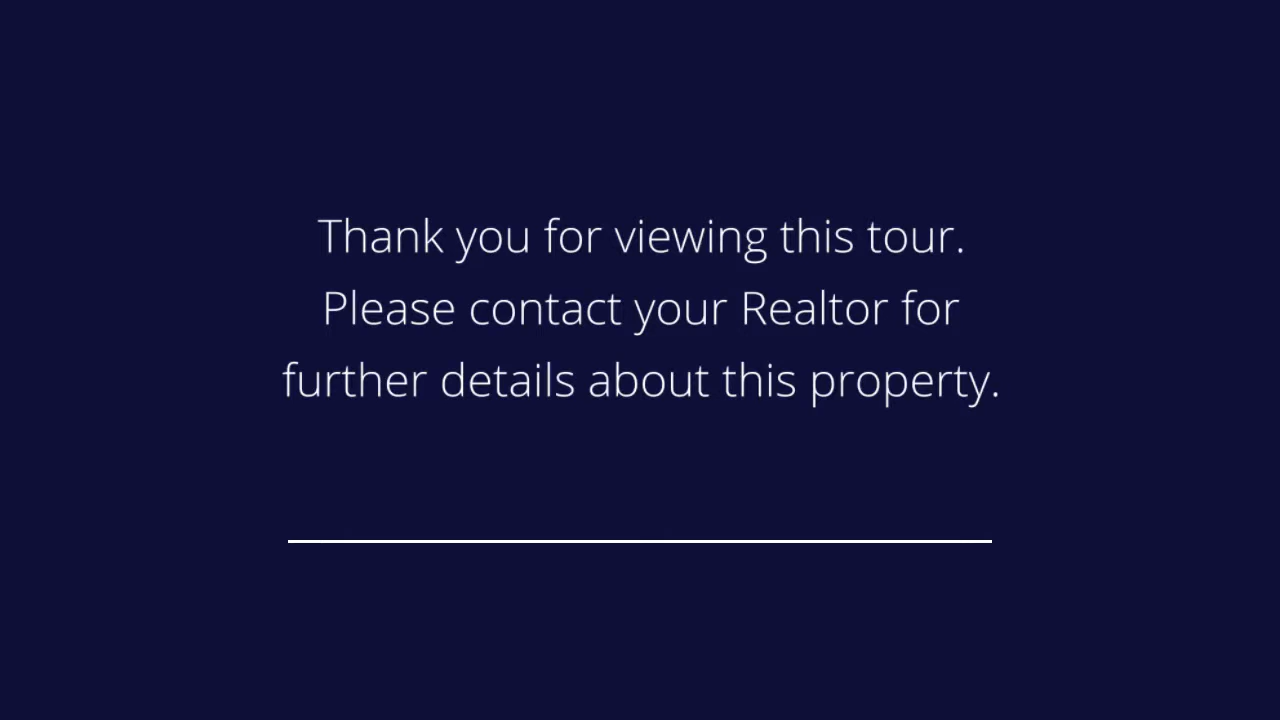 Thank you for viewing this tour.
Please contact your Realtor for
further details about this property.